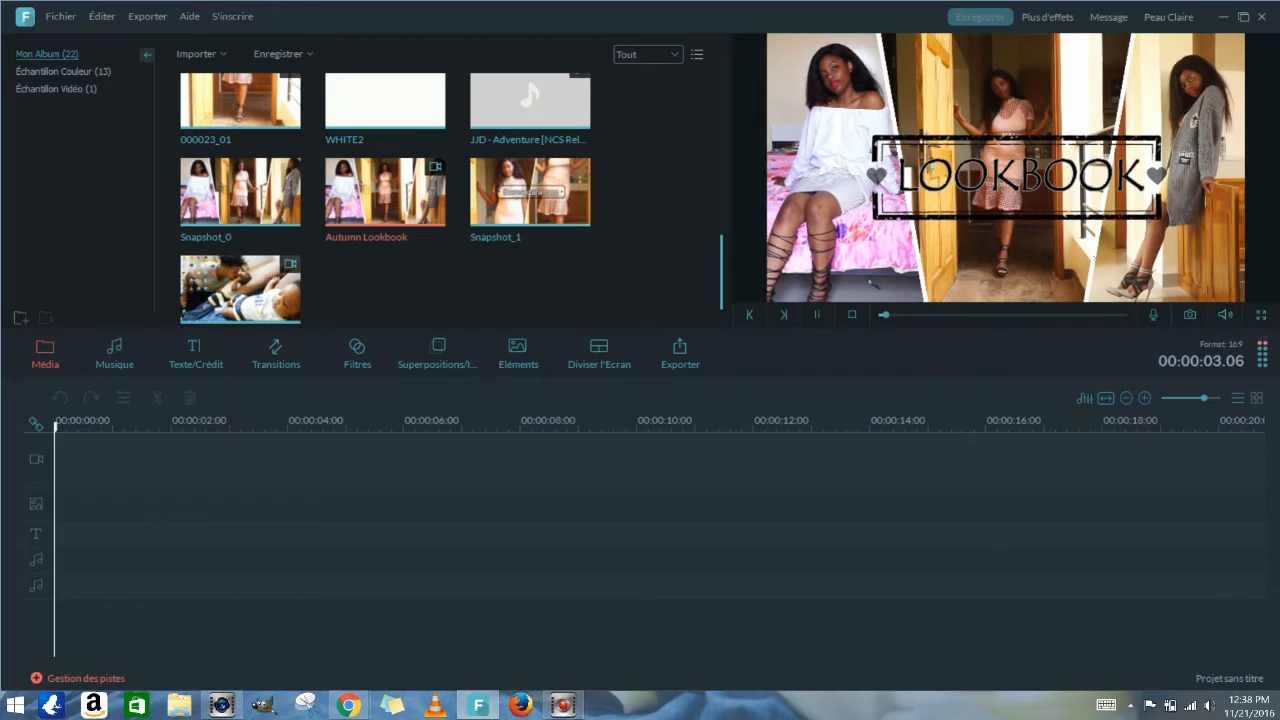 F Fichier Éditer Exporter Aide S'inscrire Enregistrer Plus d'effets Message Peau Claire
Mon Album (22) Importer Enregistrer Tout
Échantillon Couleur (13)
Échantillon Vidéo (1)
000023_01 WHITE2 JJD - Adventure [NCS Rel...
Snapshot_0 Autumn Lookbook Snapshot_1
LOOKBOOK
Média Musique Texte/Crédit Transitions Filtres Superpositions/I... Eléments Diviser l'Ecran Exporter
Format: 16:9
00:00:03.06
00:00:00:00 00:00:02:00 00:00:04:00 00:00:06:00 00:00:08:00 00:00:10:00 00:00:12:00 00:00:14:00 00:00:16:00 00:00:18:00 00:00:20:0
T
Gestion des pistes Projet sans titre
12:38 PM
11/21/2016